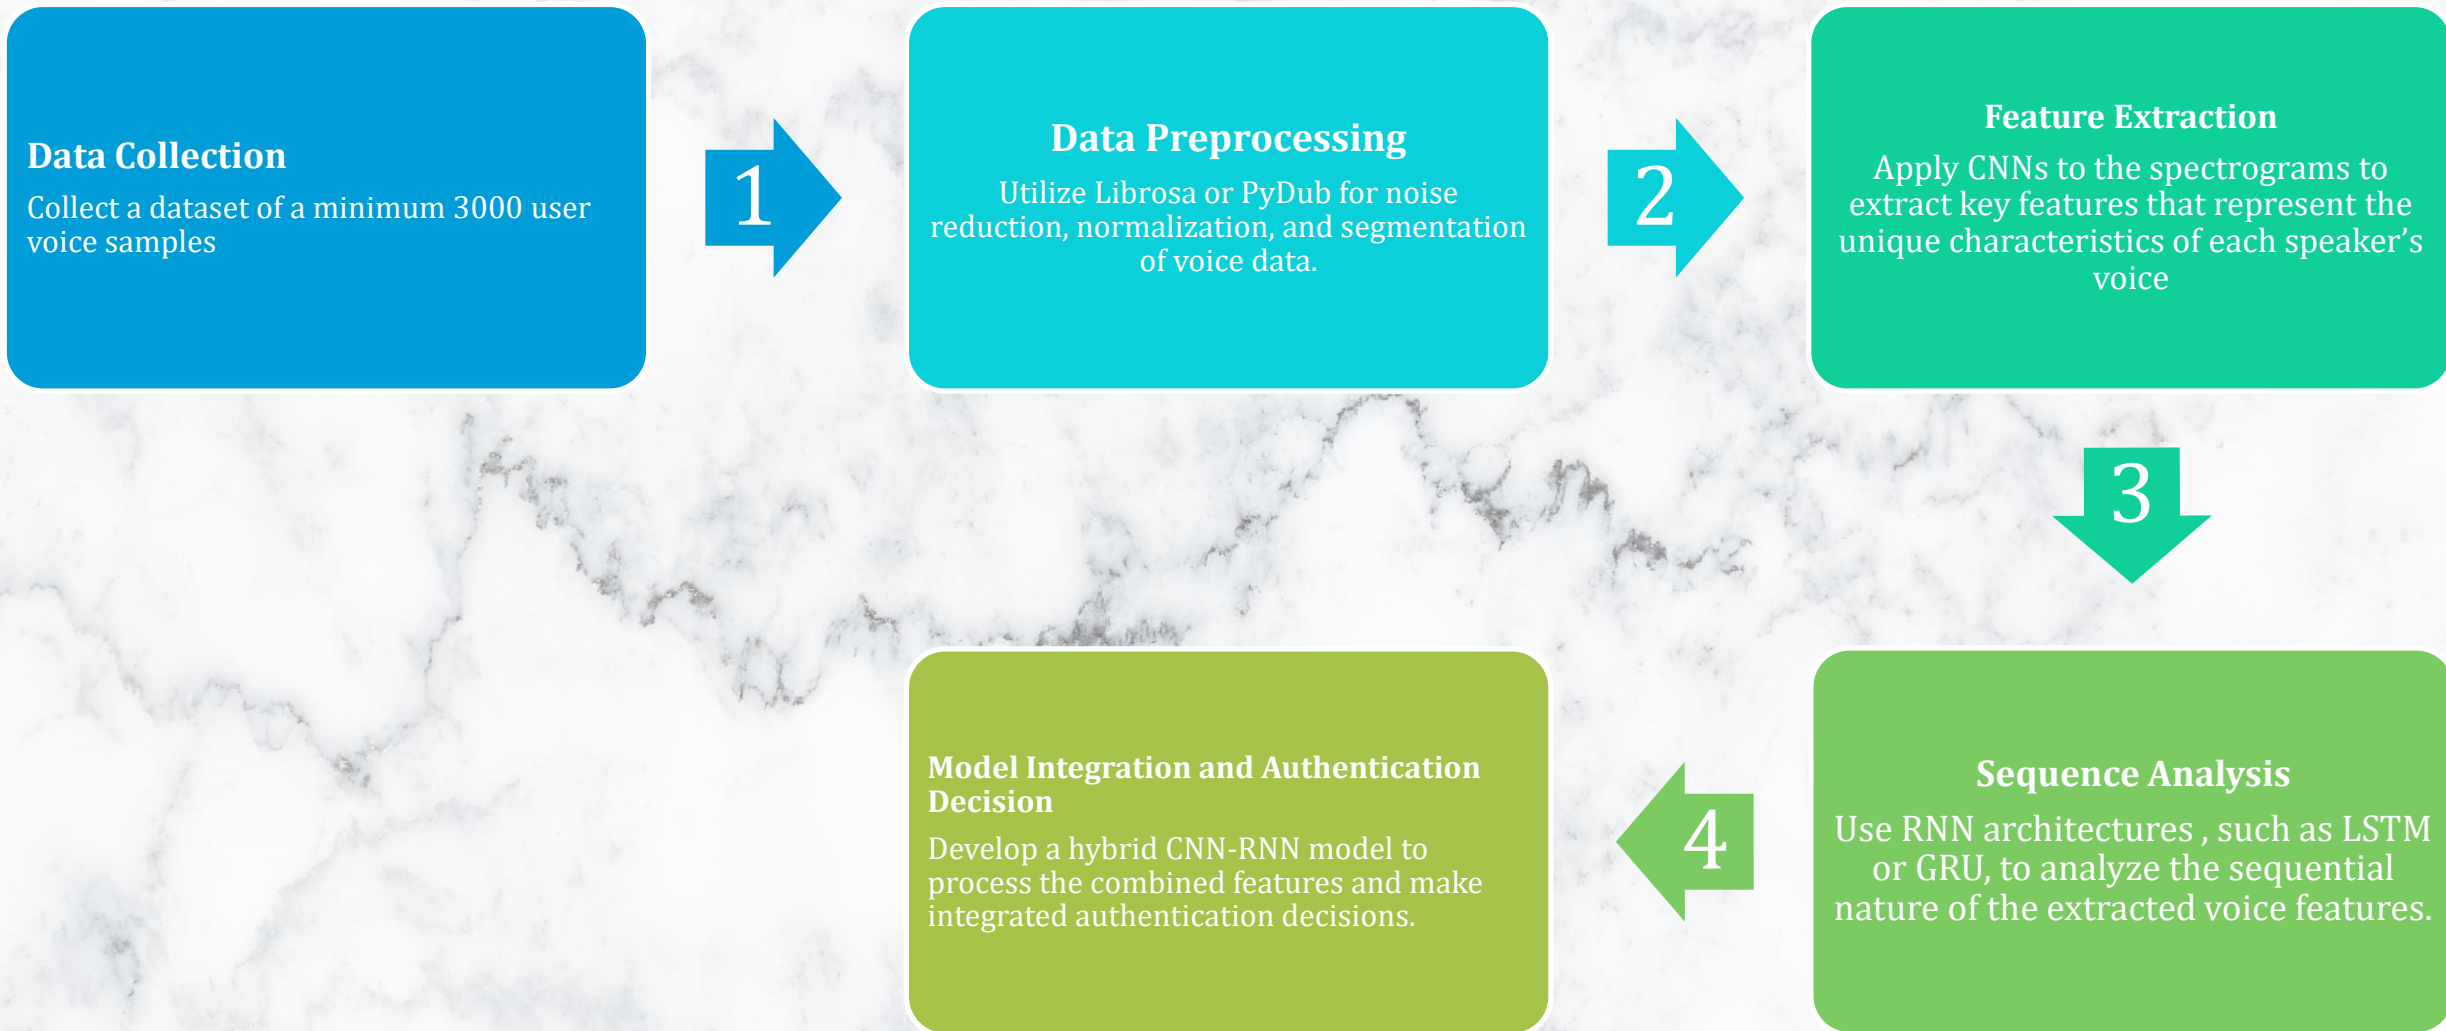 Data Collection
Collect a dataset of a minimum 3000 user
voice samples
1
Data Preprocessing
Utilize Librosa or PyDub for noise
reduction, normalization, and segmentation
of voice data.
2
Feature Extraction
Apply CNNs to the spectrograms to
extract key features that represent the
unique characteristics of each speaker’s
voice
3
Sequence Analysis
Use RNN architectures , such as LSTM
or GRU, to analyze the sequential
nature of the extracted voice features.
4
Model Integration and Authentication
Decision
Develop a hybrid CNN-RNN model to
process the combined features and make
integrated authentication decisions.